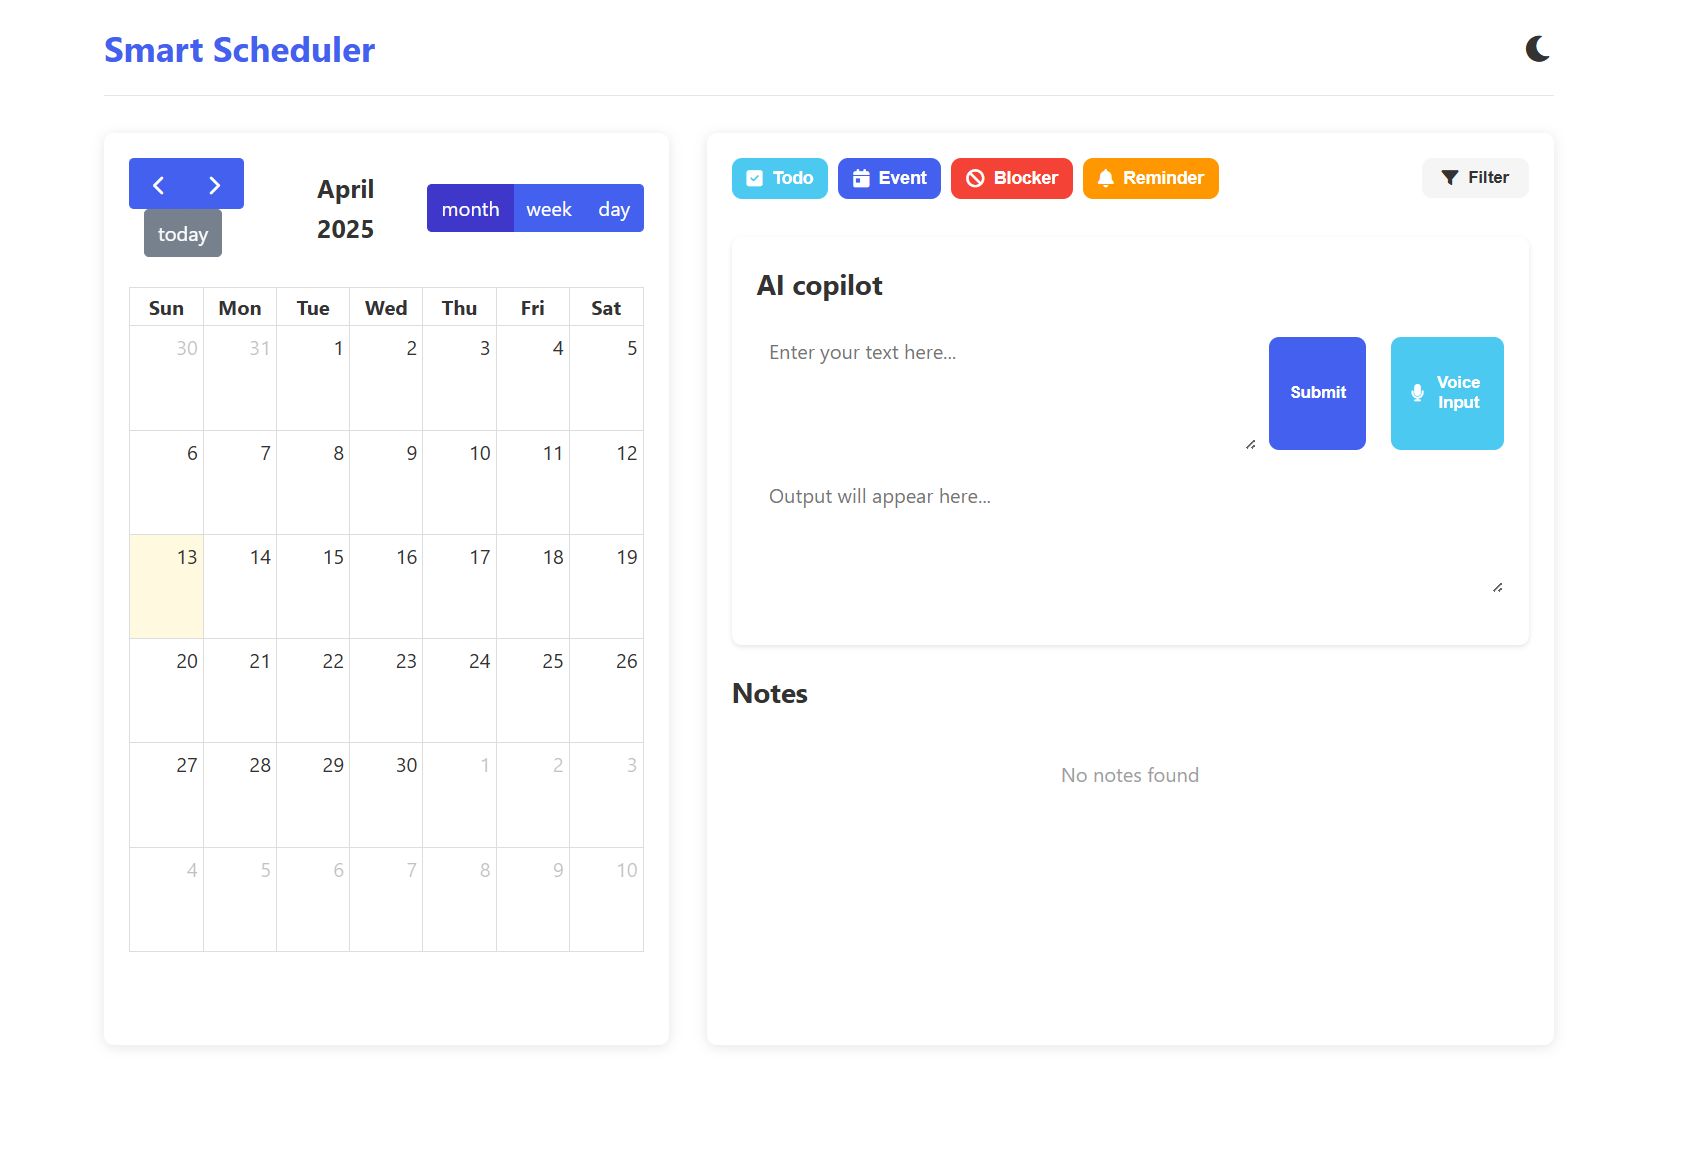 Smart Scheduler
today
April
2025
month week day
Sun Mon Tue Wed Thu Fri Sat
30 31 1 2 3 4 5
6 7 8 9 10 11 12
13 14 15 16 17 18 19
20 21 22 23 24 25 26
27 28 29 30 1 2 3
4 5 6 7 8 9 10
Todo Event Blocker Reminder Filter
AI copilot
Enter your text here...
Submit
Voice
Input
Output will appear here...
Notes
No notes found